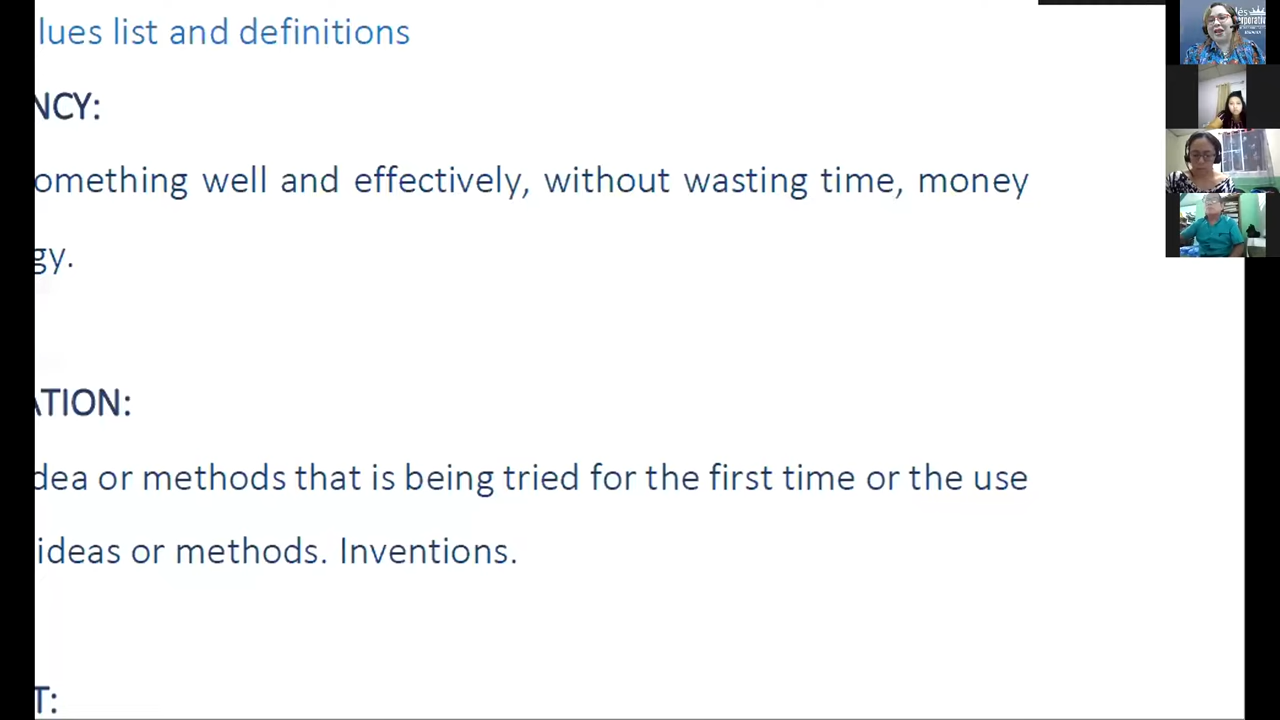 lues list and definitions
NCY:
omething well and effectively, without wasting time, money
gy.
ATION:
dea or methods that is being tried for the first time or the use
ideas or methods. Inventions.
T: